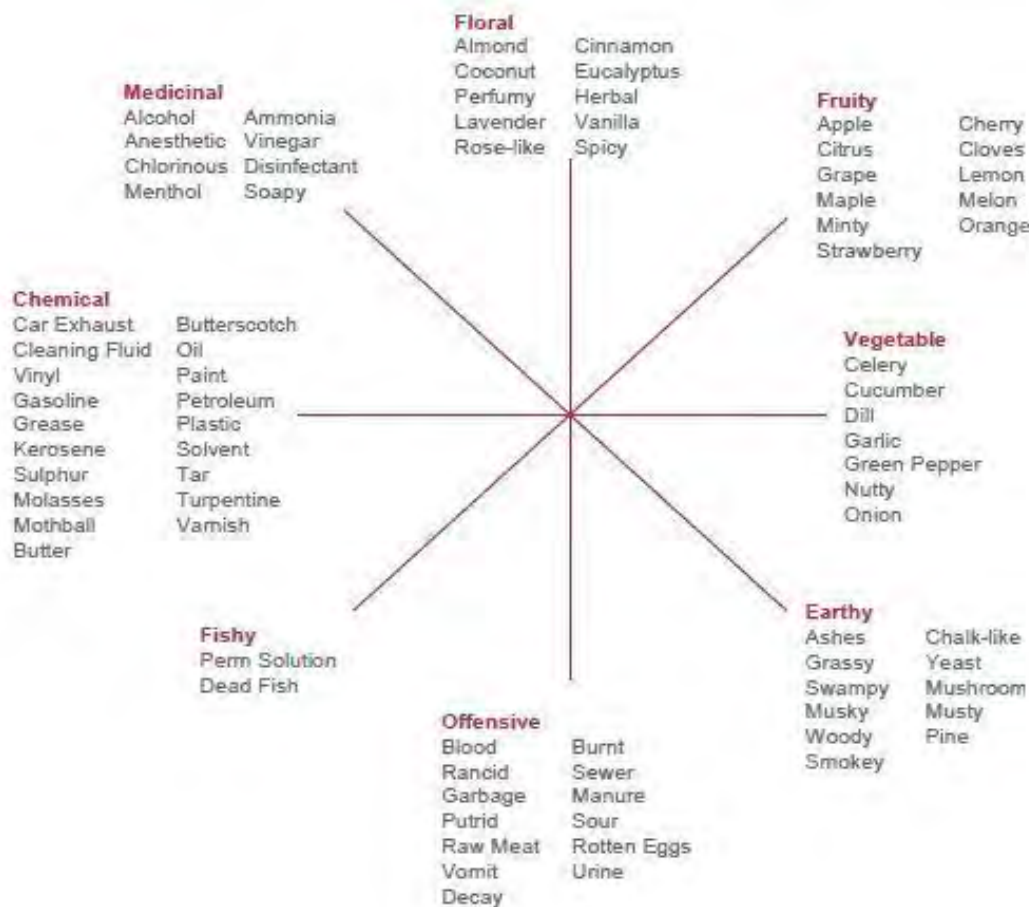 Floral
Almond Cinnamon
Coconut Eucalyptus
Perfumy Herbal
Lavender Vanilla
Rose-like Spicy
Medicinal
Alcohol Ammonia
Anesthetic Vinegar
Chlorinous Disinfectant
Menthol Soapy
Fruity
Apple Cherry
Citrus Cloves
Grape Lemon
Maple Melon
Minty Orange
Strawberry
Chemical
Car Exhaust Butterscotch
Cleaning Fluid Oil
Vinyl Paint
Gasoline Petroleum
Grease Plastic
Kerosene Solvent
Sulphur Tar
Molasses Turpentine
Mothball Varnish
Butter
Vegetable
Celery
Cucumber
Dill
Garlic
Green Pepper
Nutty
Onion
Fishy
Perm Solution
Dead Fish
Earthy
Ashes Chalk-like
Grassy Yeast
Swampy Mushroom
Musky Musty
Woody Pine
Smokey
Offensive
Blood Burnt
Rancid Sewer
Garbage Manure
Putrid Sour
Raw Meat Rotten Eggs
Vomit Urine
Decay